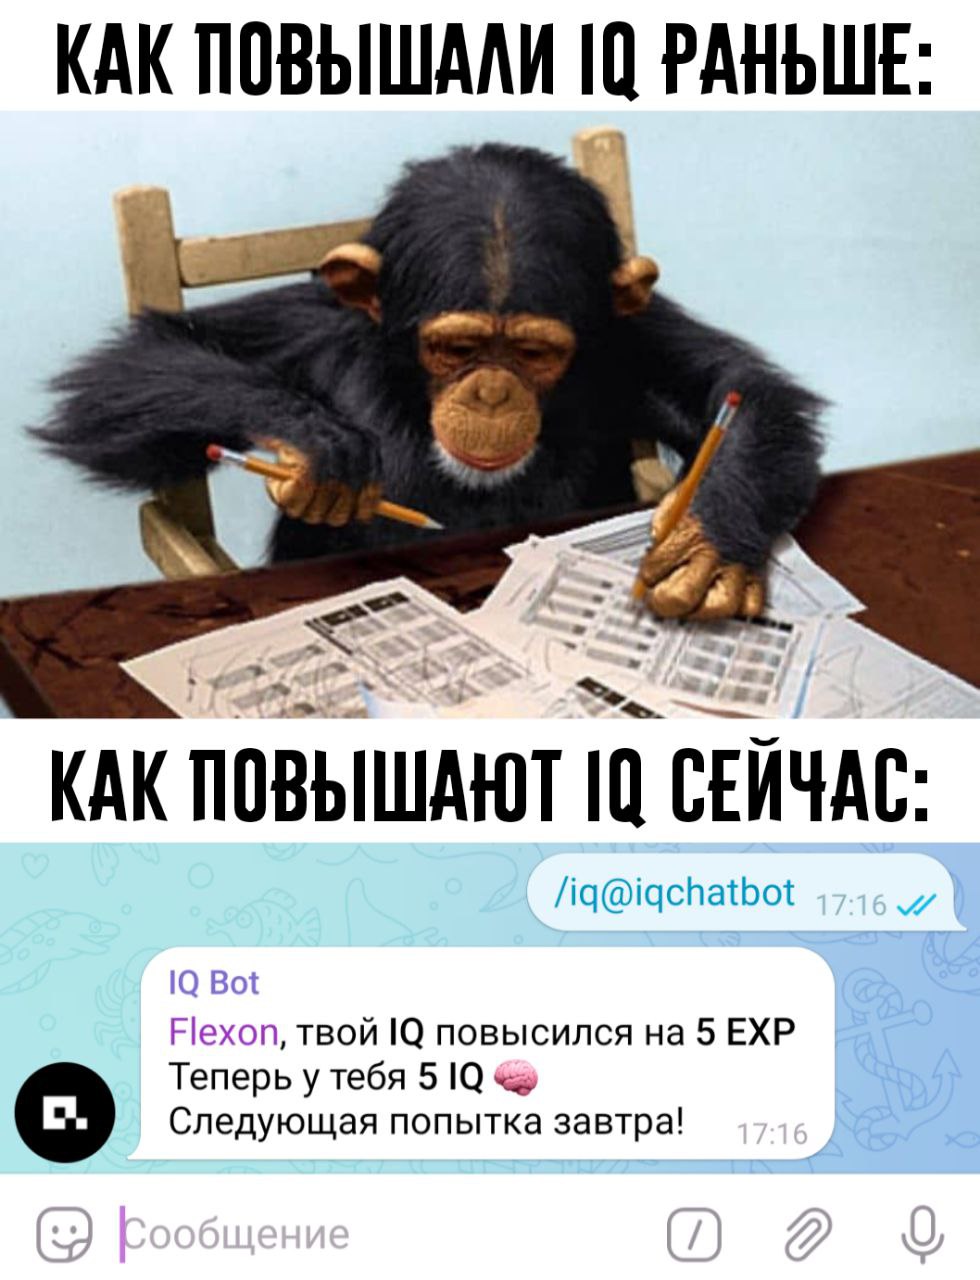 КАК ПОВЫШАЛИ IQ РАНЬШЕ:
КАК ПОВЫШАЮТ IQ СЕЙЧАС:
/iq@iqchatbot 17:16
IQ Bot
Flexon, твой IQ повысился на 5 EXP
Теперь у тебя 5 IQ 🧠
Следующая попытка завтра! 17:16
Сообщение